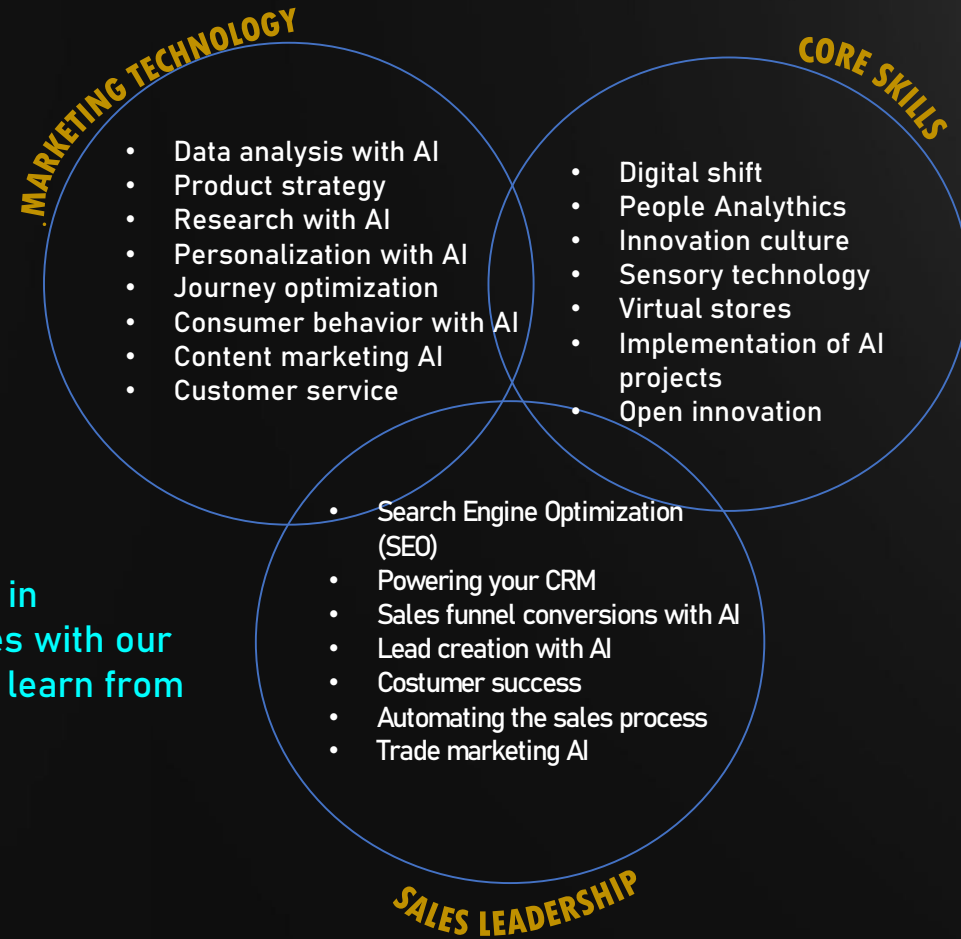 MARKETING TECHNOLOGY
• Data analysis with AI
• Product strategy
• Research with AI
• Personalization with AI
• Journey optimization
• Consumer behavior with AI
• Content marketing AI
• Customer service
CORE SKILLS
• Digital shift
• People Analythics
• Innovation culture
• Sensory technology
• Virtual stores
• Implementation of AI
projects
• Open innovation
• Search Engine Optimization
(SEO)
• Powering your CRM
• Sales funnel conversions with AI
• Lead creation with AI
• Costumer success
• Automating the sales process
• Trade marketing AI
SALES LEADERSHIP
in
es with our
learn from